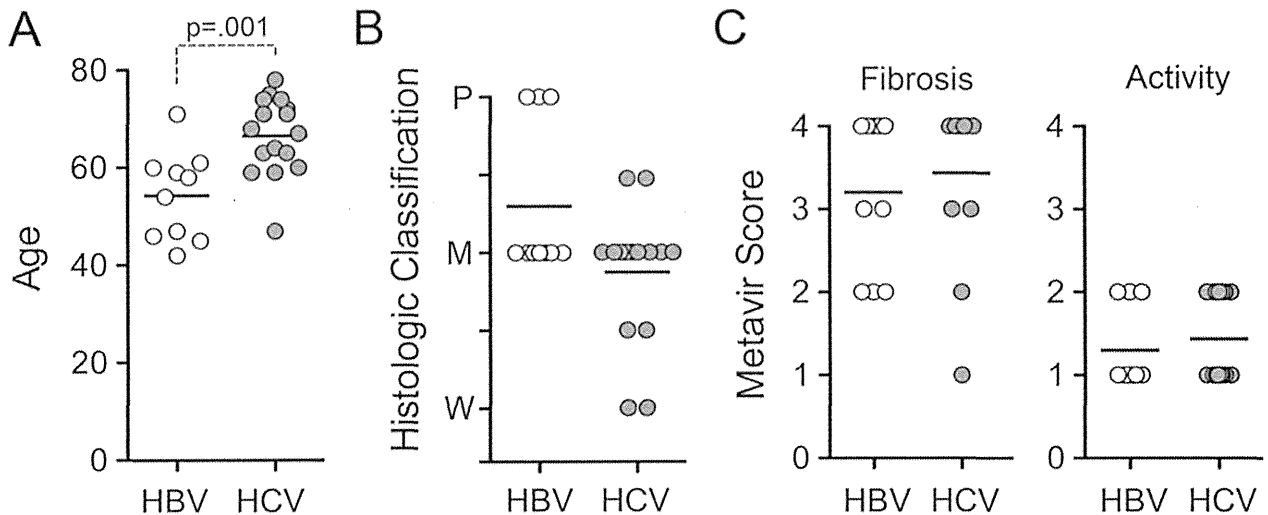 A
p=.001
Age
80
60
40
20
0
HBV HCV
B
Histologic Classification
P
M
W
HBV HCV
C
Metavir Score
Fibrosis
4
3
2
1
0
HBV HCV
Activity
4
3
2
1
0
HBV HCV